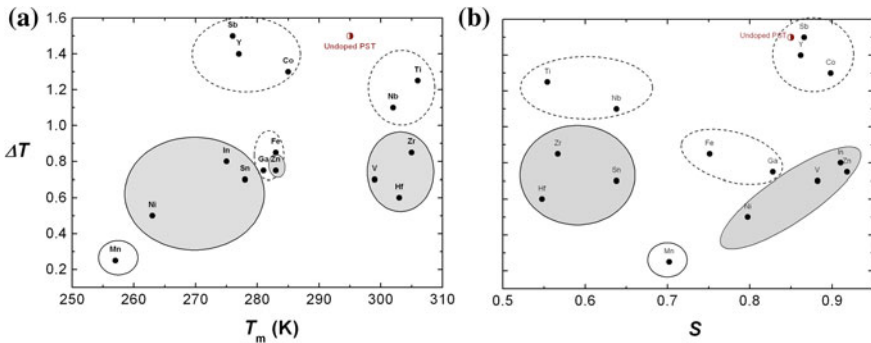 (a)
1.6
1.4
1.2
1.0
0.8
0.6
0.4
0.2
ΔT
Sb
Y
Co
Undoped PST
Ti
Nb
Fe
Zr
In
Ga
Zn
Sn
V
Hf
Ni
Mn
250
260
270
280
290
300
310
Tm (K)
(b)
Sb
Undoped PST
Y
Co
Ti
Nb
Fe
Zr
In
Ga
Zn
Sn
V
Hf
Ni
Mn
0.5
0.6
0.7
0.8
0.9
S